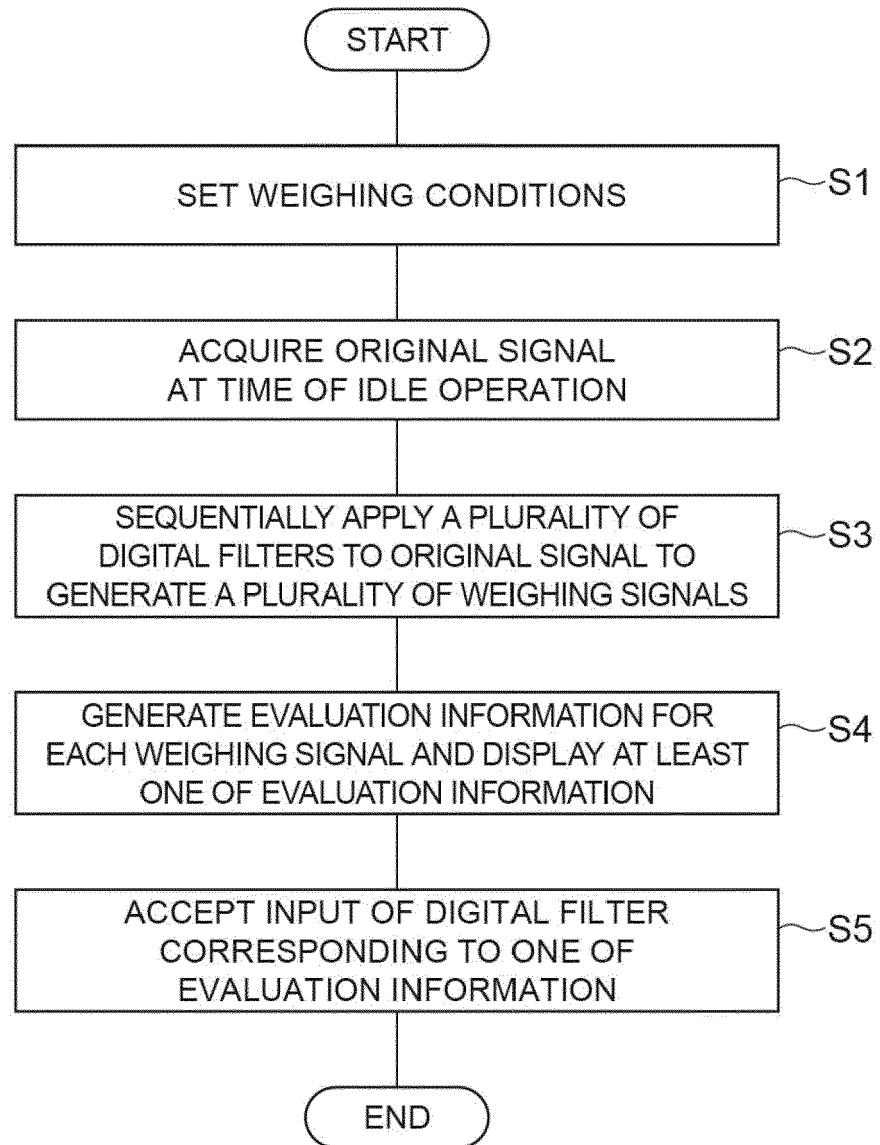 START
SET WEIGHING CONDITIONS
S1
ACQUIRE ORIGINAL SIGNAL
AT TIME OF IDLE OPERATION
S2
SEQUENTIALLY APPLY A PLURALITY OF
DIGITAL FILTERS TO ORIGINAL SIGNAL TO
GENERATE A PLURALITY OF WEIGHING SIGNALS
S3
GENERATE EVALUATION INFORMATION FOR
EACH WEIGHING SIGNAL AND DISPLAY AT LEAST
ONE OF EVALUATION INFORMATION
S4
ACCEPT INPUT OF DIGITAL FILTER
CORRESPONDING TO ONE OF
EVALUATION INFORMATION
S5
END